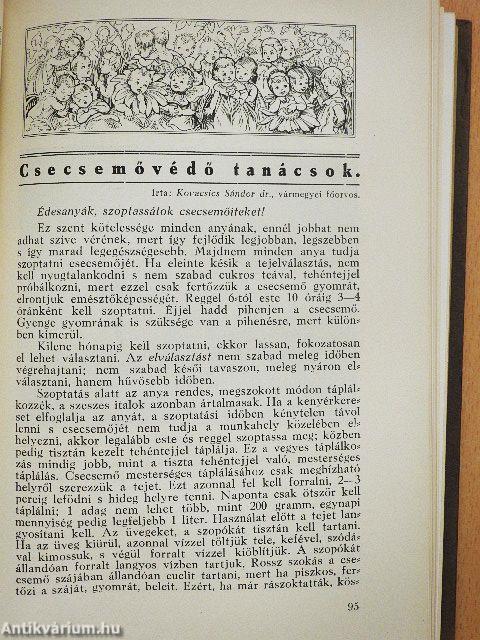 Csecsemővédő tanácsok.
Irta: Kovacsics Sándor dr., vármegyei főorvos.
Édesanyák, szoptassátok csecsemőiteket!
Ez szent kötelessége minden anyának, ennél jobbat nem
adhat szive vérének, mert így fejlődik legjobban, legszebben
s így marad legegészségesebb. Majdnem minden anya tudja
szoptatni csecsemőjét. Ha eleinte késik a tejelválasztás, nem
kell nyugtalankodni s nem szabad cukros teával, tehéntejjel
próbálkozni, mert ezzel csak fertőzzük a csecsemő gyomrát,
elrontjuk emésztőképességét. Reggel 6-tól este 10 óráig 3—4
óránként kell szoptatni. Éjjel hadd pihenjen a csecsemő.
Gyenge gyomrának is szüksége van a pihenésre, mert külön-
ben kimerül.
Kilenc hónapig kell szoptatni, ekkor lassan, fokozatosan
el lehet választani. Az elválasztást nem szabad meleg időben
végrehajtani; nem szabad késői tavaszon, meleg nyáron el-
választani, hanem hűvösebb időben.
Szoptatás alatt az anya rendes, megszokott módon táplál-
kozzék, a szeszes italok azonban ártalmasak. Ha a kenyérkere-
set elfoglalja az anyát, a szoptatási időben kénytelen távol
lenni s csecsemőjét nem tudja a munkahely közelében el-
helyezni, akkor legalább este és reggel szoptassa meg; közben
pedig tisztán kezelt tehéntejjel táplálja. Ez a vegyes táplálko-
zás mindig jobb, mint a tiszta tehéntejjel való, mesterséges
táplálás. Csecsemő mesterséges táplálásához csak megbízható
helyről szerezzük a tejet. Ezt azonnal fel kell forralni, 2—3
percig lefödni s hideg helyre tenni. Naponta csak ötször kell
táplálni; 1 adag nem lehet több, mint 200 gramm, egynapi
mennyiség pedig legfeljebb 1 liter. Használat előtt a tejet lan-
gyositani kell. Az üvegeket, a szopókát tisztán kell tartani.
Ha az üveg kiürül, azonnal vizzel töltjük tele, kefével, szódá-
val kimossuk, s végül forralt vizzel kiöblitjük. A szopókát
állandóan forralt langyos vizben tartjuk. Rossz szokás a cse-
csemő szájában állandóan cuclit tartani, mert ha piszkos, fer-
tőzi a száját, gyomrát, beleit. Ezért, ha már rászoktatták, kös-
95
Antikvárium.hu